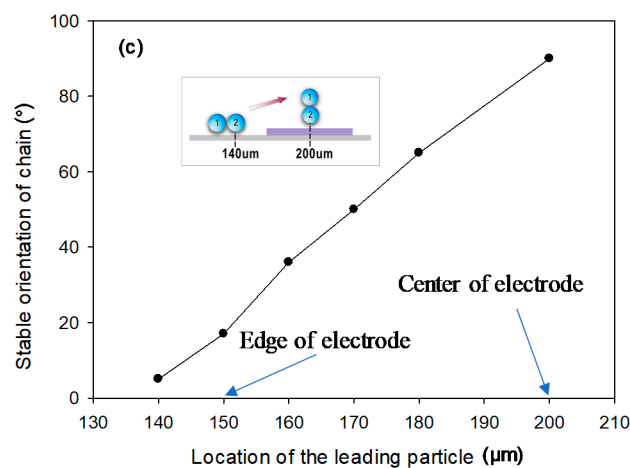 (c)
100
80
60
40
20
0
Stable orientation of chain (°)
1 2
1
2
140um 200um
Center of electrode
Edge of electrode
130 140 150 160 170 180 190 200 210
Location of the leading particle (μm)